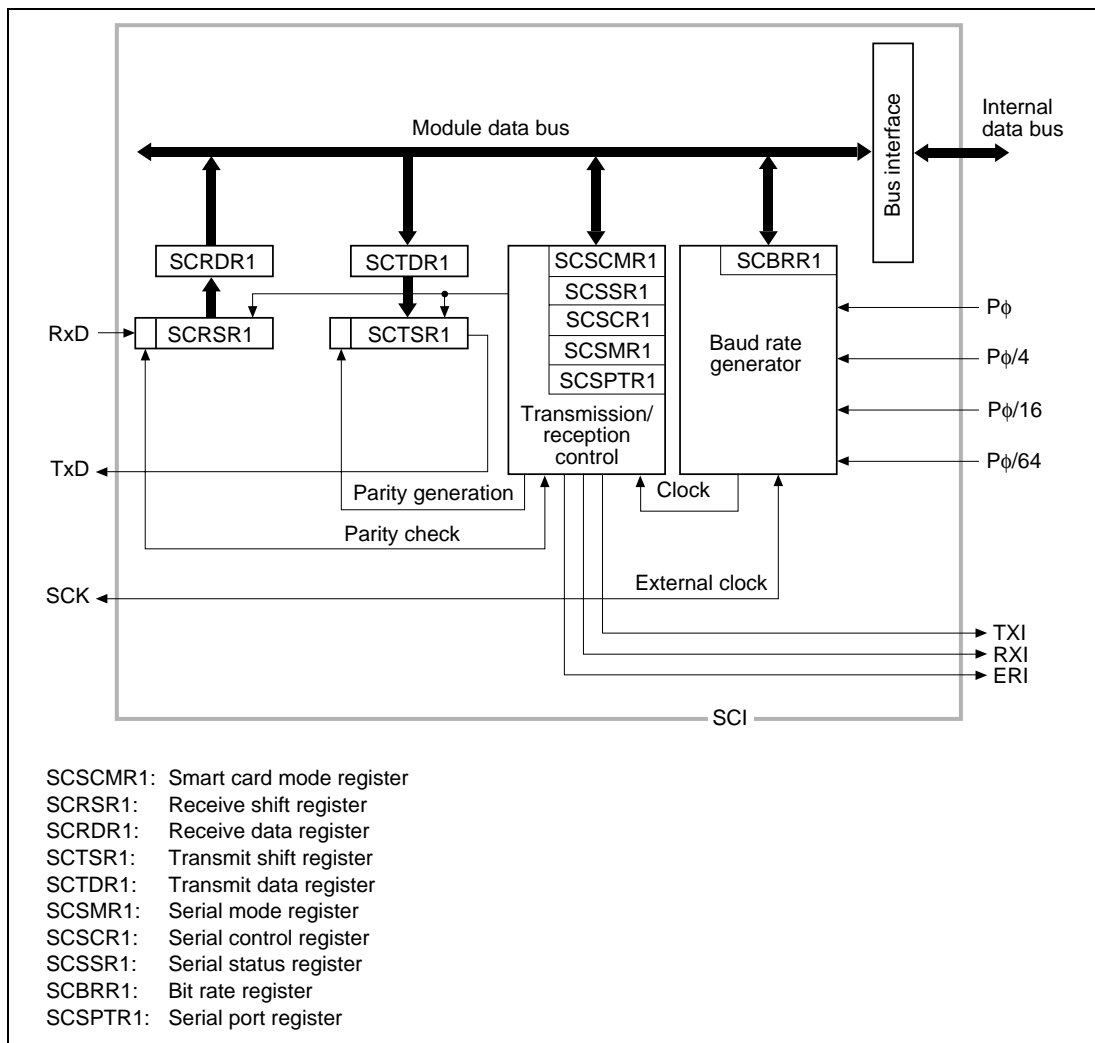 Module data bus
Bus interface
Internal
data bus
SCRDR1
SCTDR1
SCSCMR1
SCSSR1
SCSCR1
SCSMR1
SCSPTR1
Transmission/
reception
control
SCBRR1
Baud rate
generator
RxD
SCRSR1
SCTSR1
Pϕ
Pϕ/4
Pϕ/16
Pϕ/64
TxD
Parity generation
Clock
Parity check
SCK
External clock
TXI
RXI
ERI
SCI
SCSCMR1: Smart card mode register
SCRSR1: Receive shift register
SCRDR1: Receive data register
SCTSR1: Transmit shift register
SCTDR1: Transmit data register
SCSMR1: Serial mode register
SCSCR1: Serial control register
SCSSR1: Serial status register
SCBRR1: Bit rate register
SCSPTR1: Serial port register